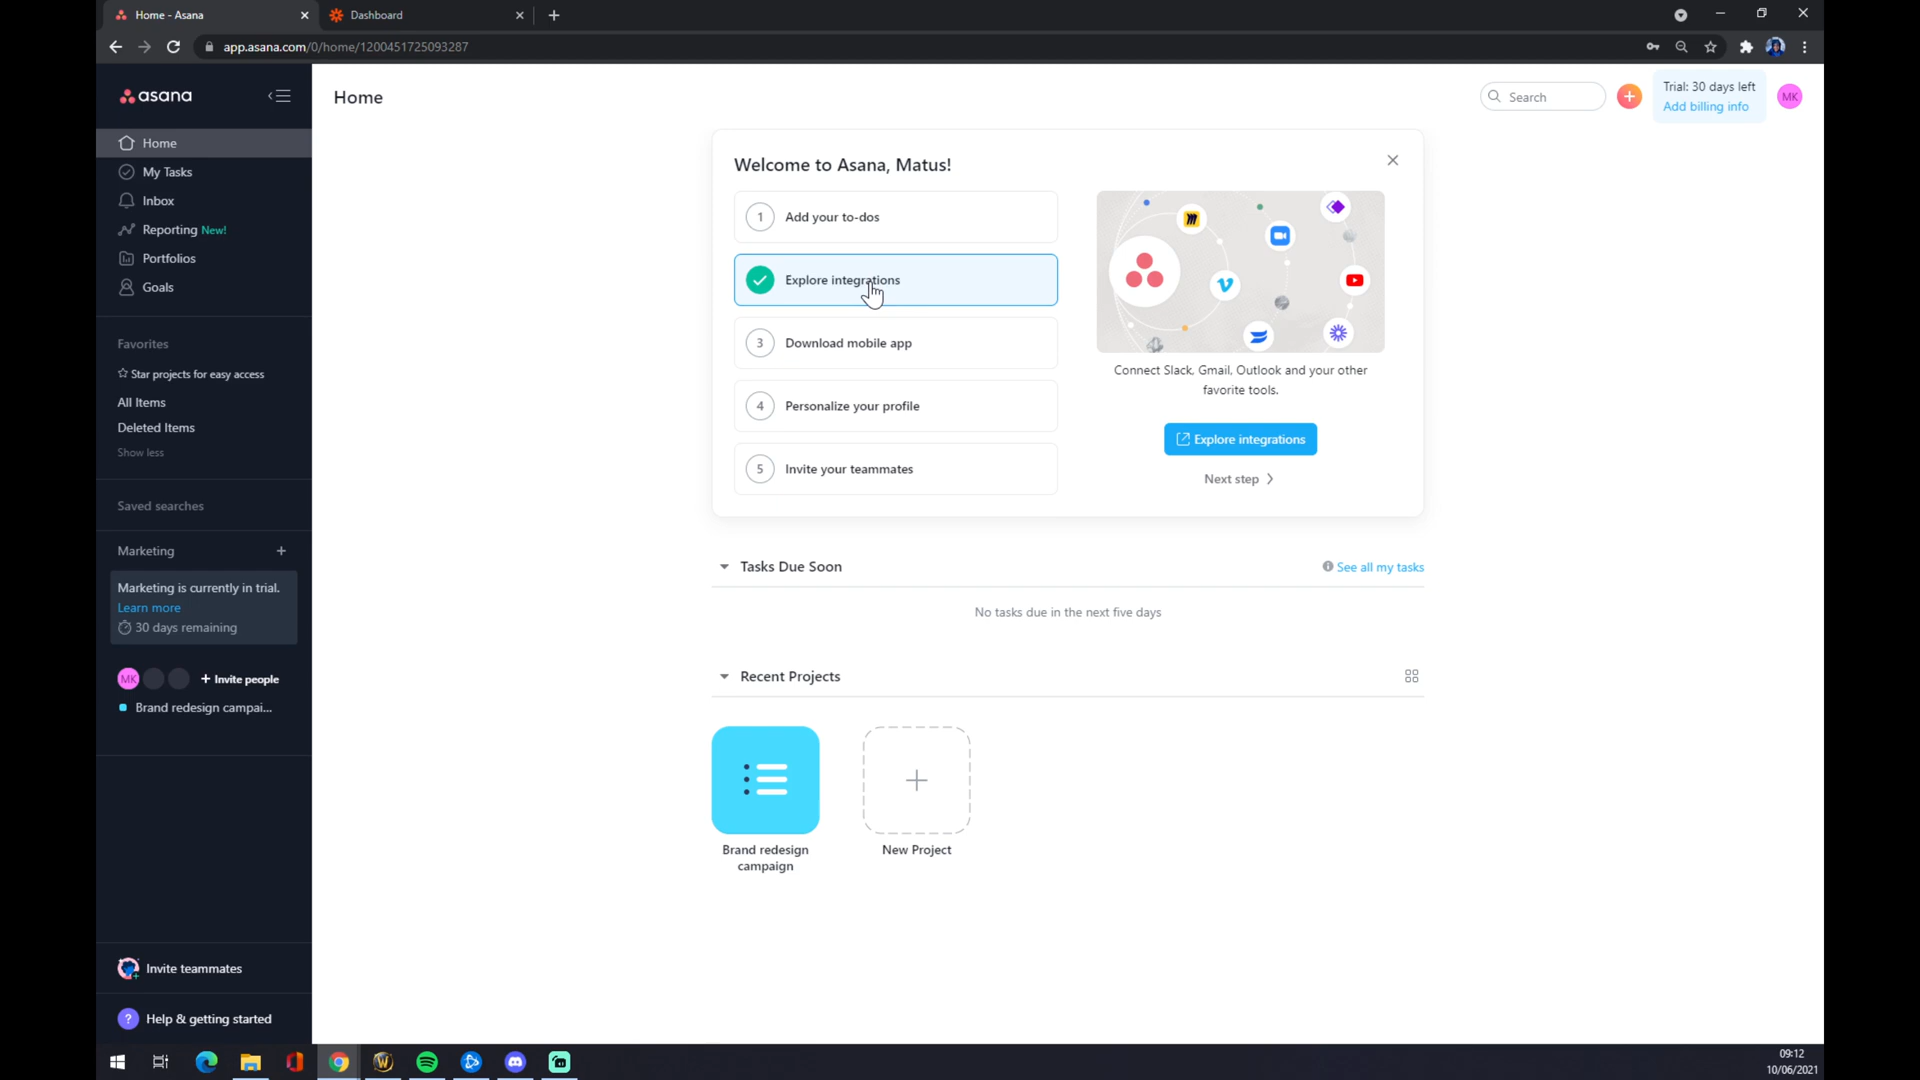 Home - Asana
Dashboard
app.asana.com/0/home/1200451725093287
asana
Home
Search
Trial: 30 days left
Add billing info
MK
Home
My Tasks
Inbox
Reporting New!
Portfolios
Goals
Favorites
Star projects for easy access
All Items
Deleted Items
Show less
Saved searches
Marketing
Marketing is currently in trial.
Learn more
30 days remaining
MK
Invite people
Brand redesign campai...
Invite teammates
? Help & getting started
Welcome to Asana, Matus!
1 Add your to-dos
Explore integrations
3 Download mobile app
4 Personalize your profile
5 Invite your teammates
Connect Slack, Gmail, Outlook and your other
favorite tools.
Explore integrations
Next step
Tasks Due Soon
See all my tasks
No tasks due in the next five days
Recent Projects
Brand redesign
campaign
New Project
09:12
10/06/2021